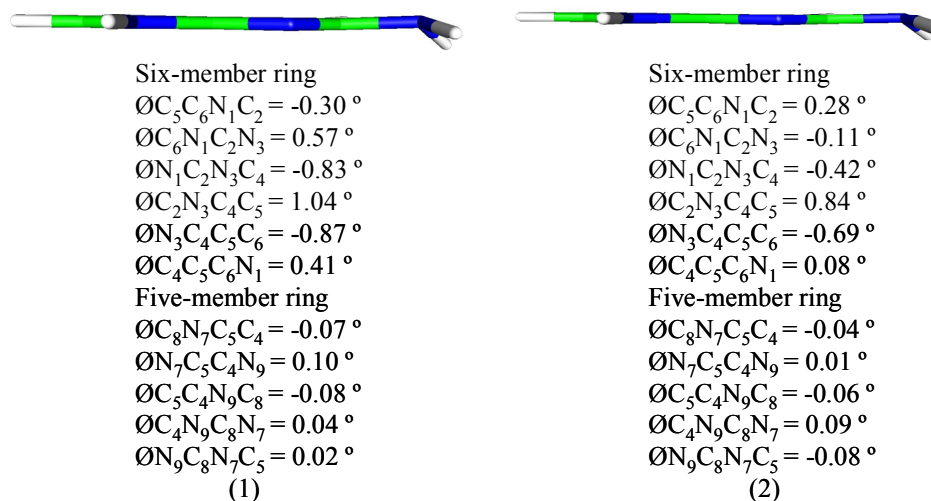 Six-member ring
ØC₅C₆N₁C₂ = -0.30 º
ØC₆N₁C₂N₃ = 0.57 º
ØN₁C₂N₃C₄ = -0.83 º
ØC₂N₃C₄C₅ = 1.04 º
ØN₃C₄C₅C₆ = -0.87 º
ØC₄C₅C₆N₁ = 0.41 º
Five-member ring
ØC₈N₇C₅C₄ = -0.07 º
ØN₇C₅C₄N₉ = 0.10 º
ØC₅C₄N₉C₈ = -0.08 º
ØC₄N₉C₈N₇ = 0.04 º
ØN₉C₈N₇C₅ = 0.02 º
(1)
Six-member ring
ØC₅C₆N₁C₂ = 0.28 º
ØC₆N₁C₂N₃ = -0.11 º
ØN₁C₂N₃C₄ = -0.42 º
ØC₂N₃C₄C₅ = 0.84 º
ØN₃C₄C₅C₆ = -0.69 º
ØC₄C₅C₆N₁ = 0.08 º
Five-member ring
ØC₈N₇C₅C₄ = -0.04 º
ØN₇C₅C₄N₉ = 0.01 º
ØC₅C₄N₉C₈ = -0.06 º
ØC₄N₉C₈N₇ = 0.09 º
ØN₉C₈N₇C₅ = -0.08 º
(2)